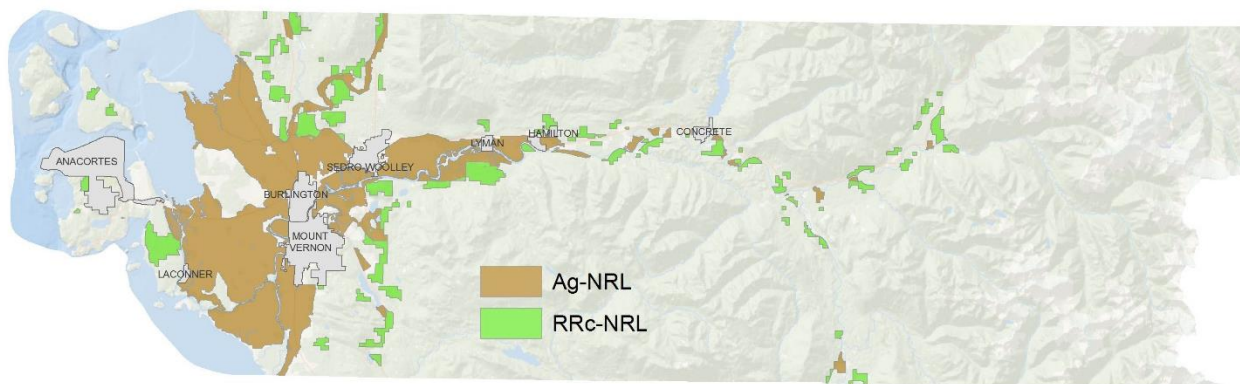 CONCRETE
HAMILTON
LYMAN
ANACORTES
SEDRO-WOOLLEY
BURLINGTON
MOUNT
VERNON
LACONNER
Ag-NRL
RRc-NRL